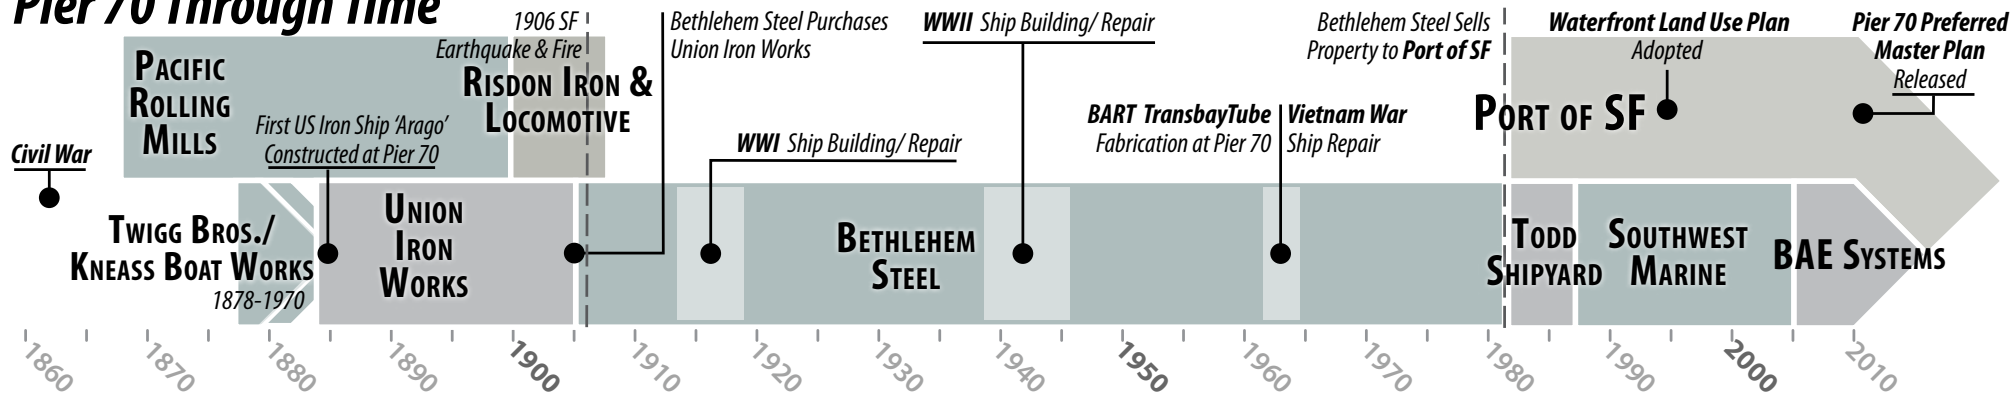 Pier 70 Through Time
1906 SF
Earthquake & Fire
Bethlehem Steel Purchases
Union Iron Works
WWII Ship Building/ Repair
Bethlehem Steel Sells
Property to Port of SF
Waterfront Land Use Plan
Adopted
Pier 70 Preferred
Master Plan
Released
Pacific
Rolling
Mills
Risdon Iron &
Locomotive
First US Iron Ship ‘Arago’
Constructed at Pier 70
Port of SF
BART TransbayTube
Fabrication at Pier 70
Vietnam War
Ship Repair
WWI Ship Building/ Repair
Civil War
Twigg Bros./
Kneass Boat Works
1878-1970
Union
Iron
Works
Bethlehem
Steel
Todd
Shipyard
Southwest
Marine
BAE Systems
1860
1870
1880
1890
1900
1910
1920
1930
1940
1950
1960
1970
1980
1990
2000
2010